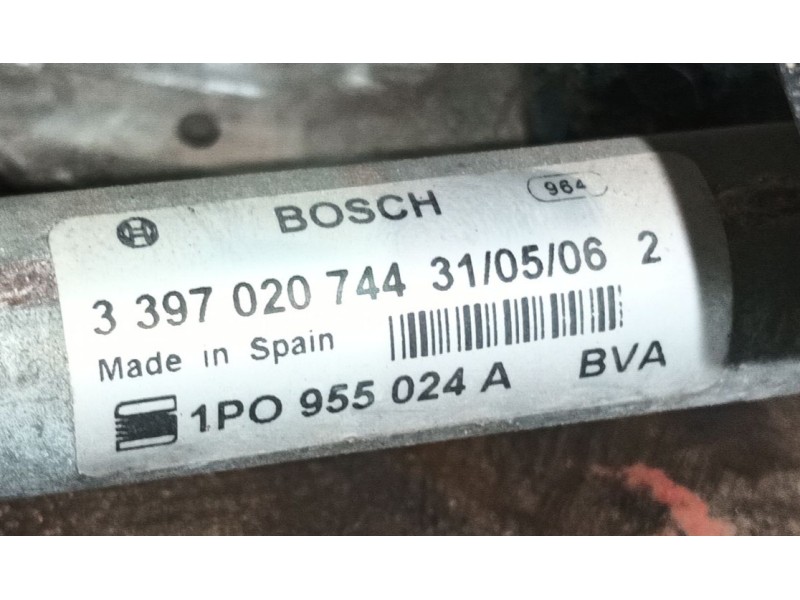 BOSCH 964
3 397 020 744 31/05/06 2
Made in Spain
1PO 955 024 A BVA